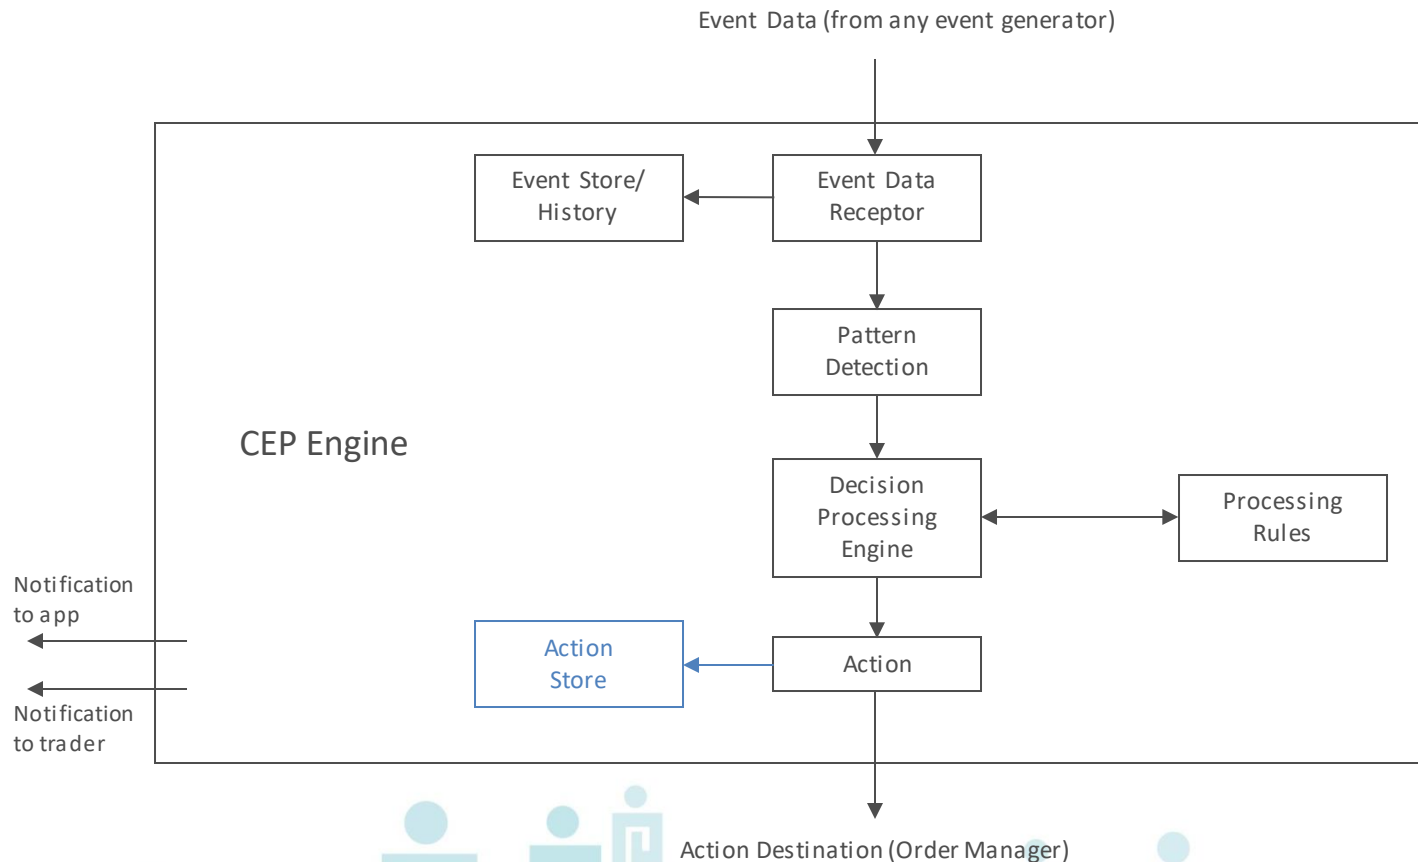 Event Data (from any event generator)
Event Store/
History
Event Data
Receptor
Pattern
Detection
CEP Engine
Decision
Processing
Engine
Processing
Rules
Notification
to app
Action
Store
Action
Notification
to trader
Action Destination (Order Manager)